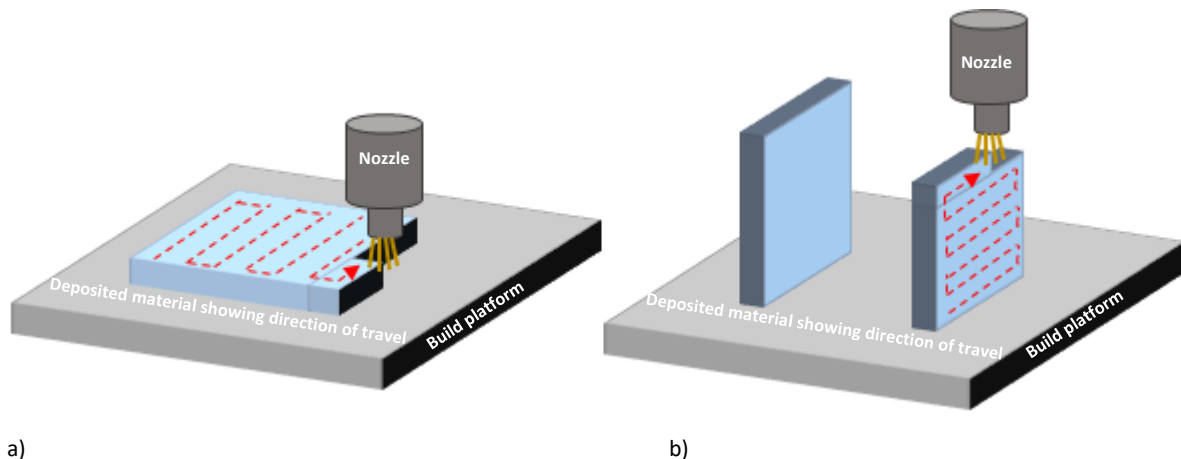 Nozzle
Deposited material showing direction of travel
Build platform
a)
Nozzle
Deposited material showing direction of travel
Build platform
b)